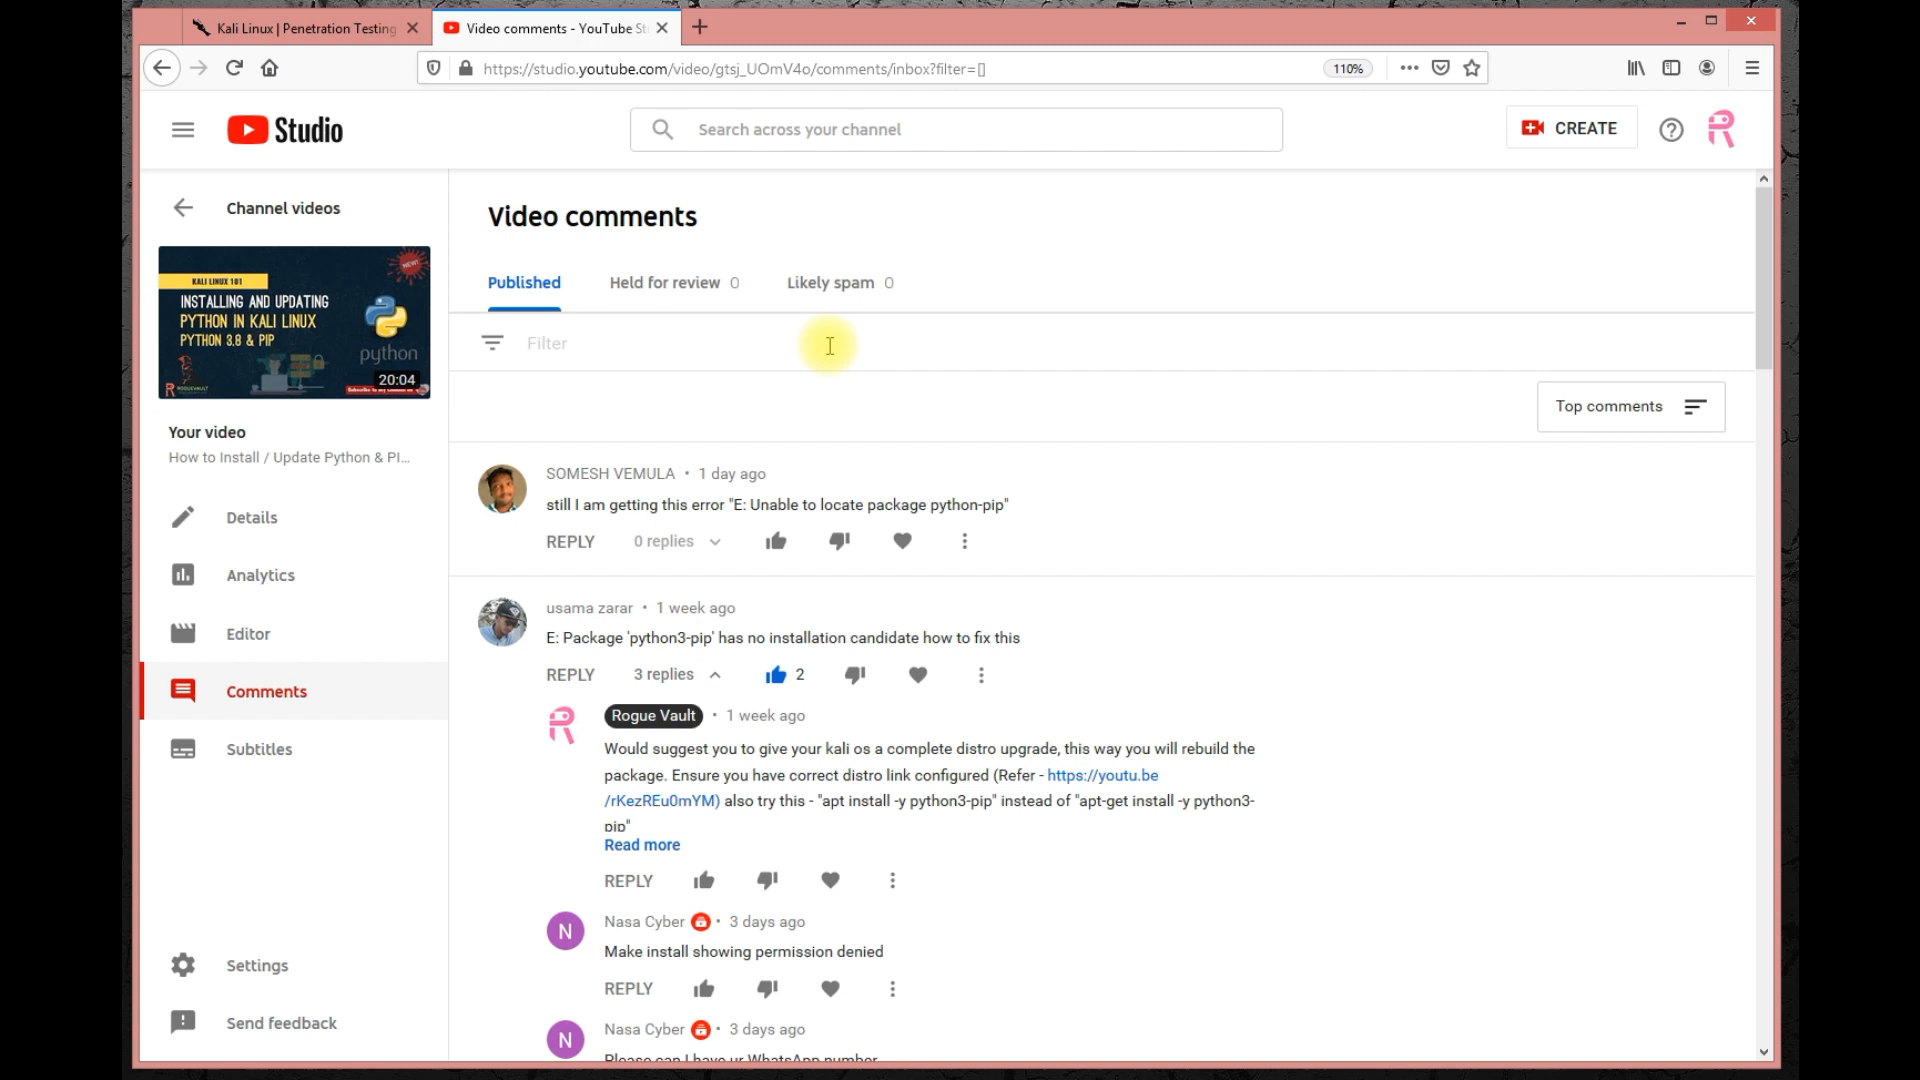 Kali Linux | Penetration Testing
Video comments - YouTube St
https://studio.youtube.com/video/gtsj_UOmV4o/comments/inbox?filter=[]
110%
Studio
Search across your channel
CREATE
Channel videos
Video comments
Published
Held for review 0
Likely spam 0
Filter
Top comments
NEW!
KALI LINUX 101
INSTALLING AND UPDATING
PYTHON IN KALI LINUX
PYTHON 3.8 & PIP
python
20:04
Your video
How to Install / Update Python & PI...
Details
Analytics
Editor
Comments
Subtitles
Settings
Send feedback
SOMESH VEMULA • 1 day ago
still I am getting this error "E: Unable to locate package python-pip"
REPLY 0 replies
usama zarar • 1 week ago
E: Package 'python3-pip' has no installation candidate how to fix this
REPLY 3 replies 2
Rogue Vault • 1 week ago
Would suggest you to give your kali os a complete distro upgrade, this way you will rebuild the
package. Ensure you have correct distro link configured (Refer - https://youtu.be
/rKezREu0mYM) also try this - "apt install -y python3-pip" instead of "apt-get install -y python3-
pip"
Read more
REPLY
N
Nasa Cyber • 3 days ago
Make install showing permission denied
REPLY
N
Nasa Cyber • 3 days ago
Please can I have ur WhatsApp number